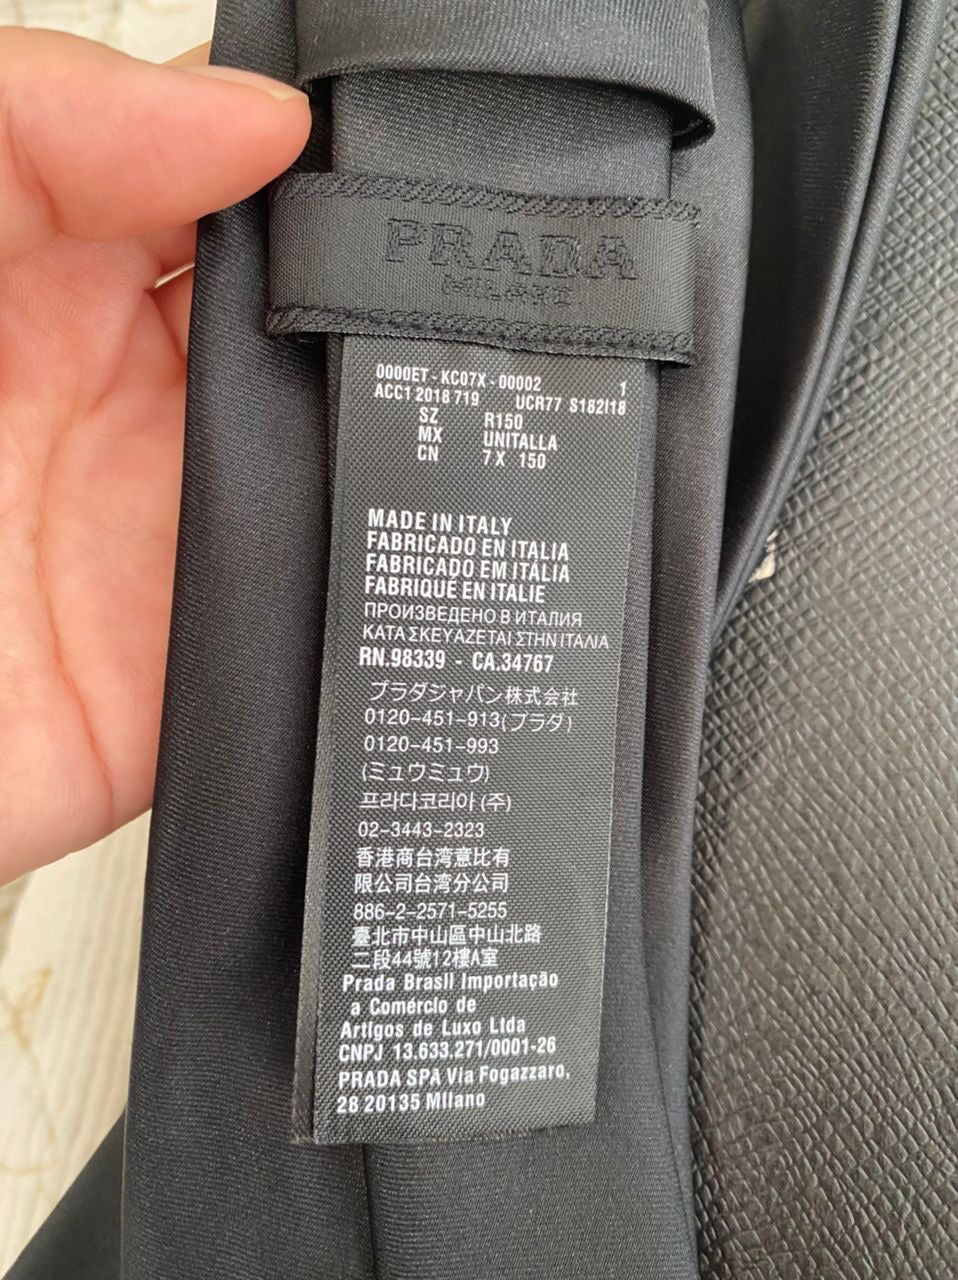 PRADA
MILANO
0000ET - KC07X - 00002 1
ACC1 2018 719 UCR77 S182I18
SZ R150
MX UNITALLA
CN 7 X 150
MADE IN ITALY
FABRICADO EN ITALIA
FABRICADO EM ITÁLIA
FABRIQUÉ EN ITALIE
ПРОИЗВЕДЕНО В ИТАЛИЯ
ΚΑΤΑ ΣΚΕΥΑΖΕΤΑΙ ΣΤΗΝ ΙΤΑΛΙΑ
RN.98339 - CA.34767
プラダジャパン株式会社
0120-451-913(プラダ)
0120-451-993
(ミュウミュウ)
프라다코리아 (주)
02-3443-2323
香港商台湾意比有
限公司台湾分公司
886-2-2571-5255
臺北市中山區中山北路
二段44號12樓A室
Prada Brasil Importação
a Comércio de
Artigos de Luxo Ltda
CNPJ 13.633.271/0001-26
PRADA SPA Via Fogazzaro,
28 20135 Milano